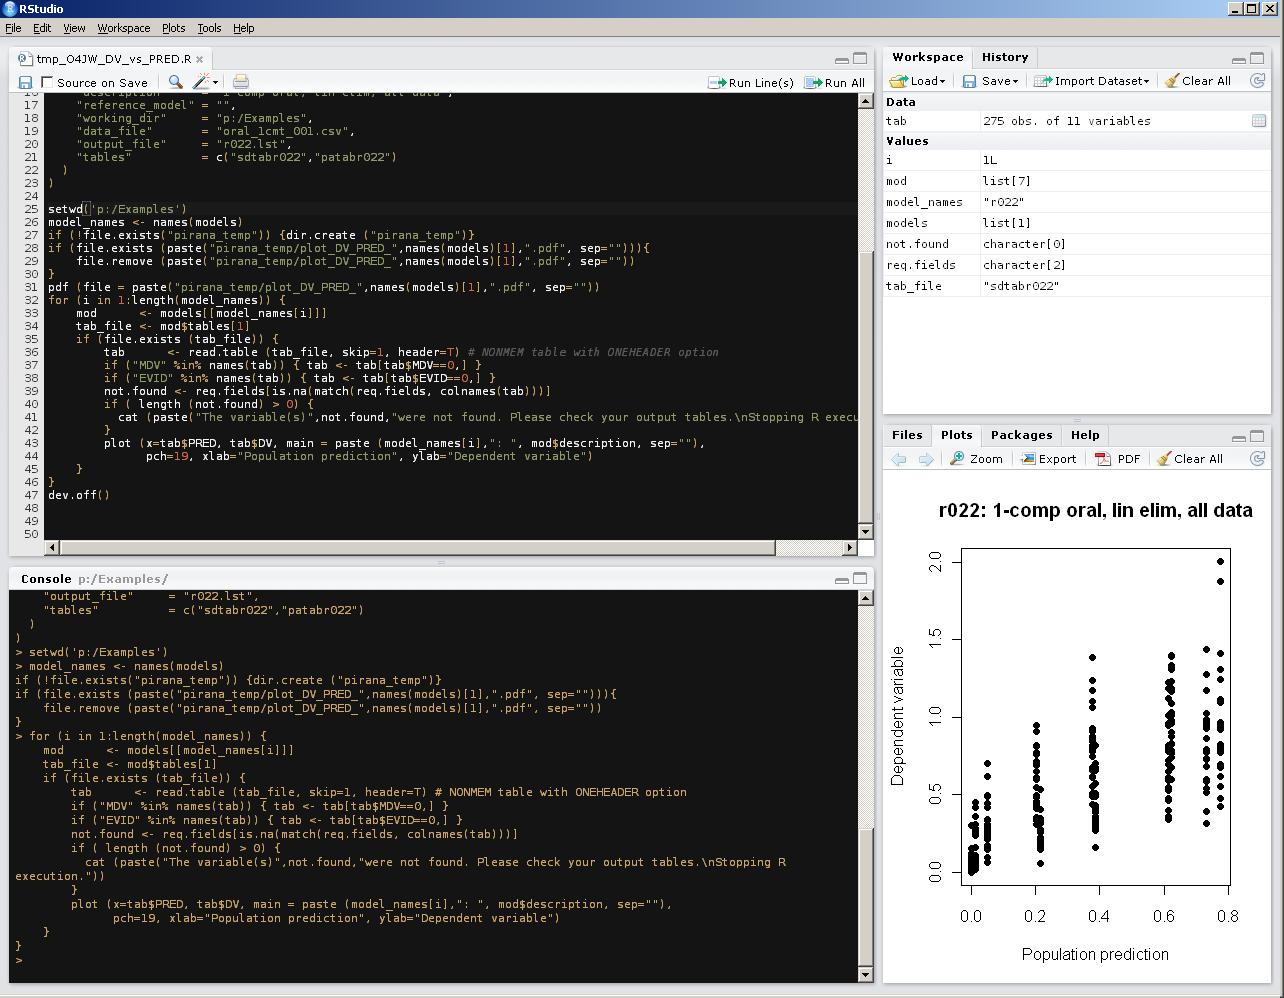 RStudio
File Edit View Workspace Plots Tools Help
tmp_O4JW_DV_vs_PRED.R
Source on Save Run Line(s) Run All
16 "description" = "1-comp oral, lin elim, all data",
17 "reference_model" = "",
18 "working_dir" = "p:/Examples",
19 "data_file" = "oral_1cmt_001.csv",
20 "output_file" = "r022.lst",
21 "tables" = c("sdtabr022","patabr022")
22 )
23 )
24
25 setwd('p:/Examples')
26 model_names <- names(models)
27 if (!file.exists("pirana_temp")) {dir.create ("pirana_temp")}
28 if (file.exists (paste("pirana_temp/plot_DV_PRED_",names(models)[1],".pdf", sep=""))){
29 file.remove (paste("pirana_temp/plot_DV_PRED_",names(models)[1],".pdf", sep=""))
30 }
31 pdf (file = paste("pirana_temp/plot_DV_PRED_",names(models)[1],".pdf", sep=""))
32 for (i in 1:length(model_names)) {
33 mod <- models[[model_names[i]]]
34 tab_file <- mod$tables[1]
35 if (file.exists (tab_file)) {
36 tab <- read.table (tab_file, skip=1, header=T) # NONMEM table with ONEHEADER option
37 if ("MDV" %in% names(tab)) { tab <- tab[tab$MDV==0,] }
38 if ("EVID" %in% names(tab)) { tab <- tab[tab$EVID==0,] }
39 not.found <- req.fields[is.na(match(req.fields, colnames(tab)))]
40 if ( length (not.found) > 0) {
41 cat (paste("The variable(s)",not.found,"were not found. Please check your output tables.\nStopping R execu
42 }
43 plot (x=tab$PRED, tab$DV, main = paste (model_names[i],": ", mod$description, sep=""),
44 pch=19, xlab="Population prediction", ylab="Dependent variable")
45 }
46 }
47 dev.off()
48
49
50
Console p:/Examples/
"output_file" = "r022.lst",
"tables" = c("sdtabr022","patabr022")
)
)
> setwd('p:/Examples')
> model_names <- names(models)
if (!file.exists("pirana_temp")) {dir.create ("pirana_temp")}
if (file.exists (paste("pirana_temp/plot_DV_PRED_",names(models)[1],".pdf", sep=""))){
file.remove (paste("pirana_temp/plot_DV_PRED_",names(models)[1],".pdf", sep=""))
}
> for (i in 1:length(model_names)) {
mod <- models[[model_names[i]]]
tab_file <- mod$tables[1]
if (file.exists (tab_file)) {
tab <- read.table (tab_file, skip=1, header=T) # NONMEM table with ONEHEADER option
if ("MDV" %in% names(tab)) { tab <- tab[tab$MDV==0,] }
if ("EVID" %in% names(tab)) { tab <- tab[tab$EVID==0,] }
not.found <- req.fields[is.na(match(req.fields, colnames(tab)))]
if ( length (not.found) > 0) {
cat (paste("The variable(s)",not.found,"were not found. Please check your output tables.\nStopping R
execution."))
}
plot (x=tab$PRED, tab$DV, main = paste (model_names[i],": ", mod$description, sep=""),
pch=19, xlab="Population prediction", ylab="Dependent variable")
}
}
>
Workspace History
Load Save Import Dataset Clear All
Data
tab 275 obs. of 11 variables
Values
i 1L
mod list[7]
model_names "r022"
models list[1]
not.found character[0]
req.fields character[2]
tab_file "sdtabr022"
Files Plots Packages Help
Zoom Export PDF Clear All
r022: 1-comp oral, lin elim, all data
Dependent variable
2.0
1.5
1.0
0.5
0.0
0.0 0.2 0.4 0.6 0.8
Population prediction